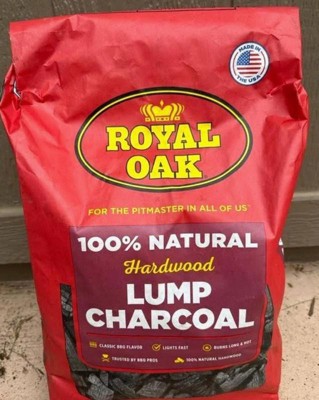 MADE IN
THE USA
ROYAL
OAK
FOR THE PITMASTER IN ALL OF US
100% NATURAL
Hardwood
LUMP
CHARCOAL
CLASSIC BBQ FLAVOR LIGHTS FAST BURNS LONG & HOT
TRUSTED BY BBQ PROS 100% NATURAL HARDWOOD